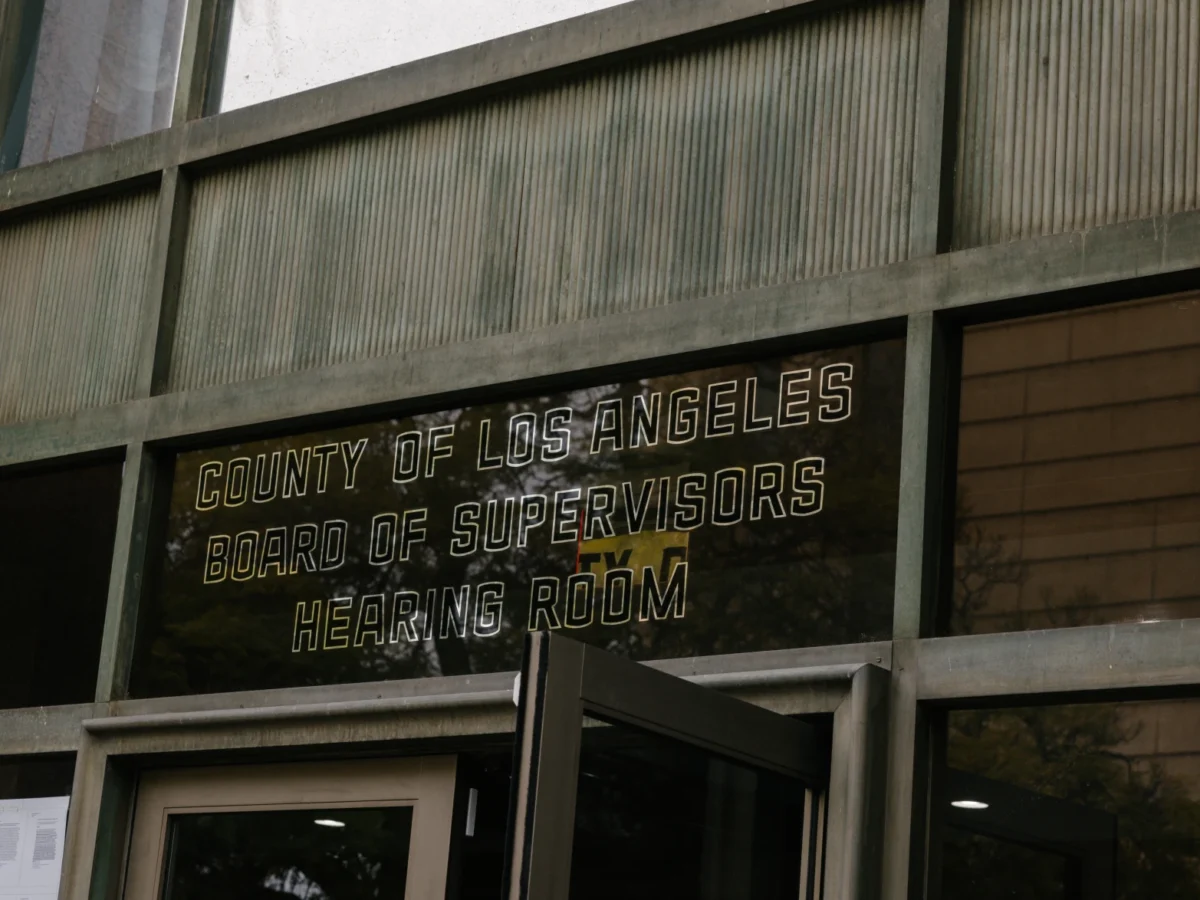 COUNTY OF LOS ANGELES
BOARD OF SUPERVISORS
HEARING ROOM